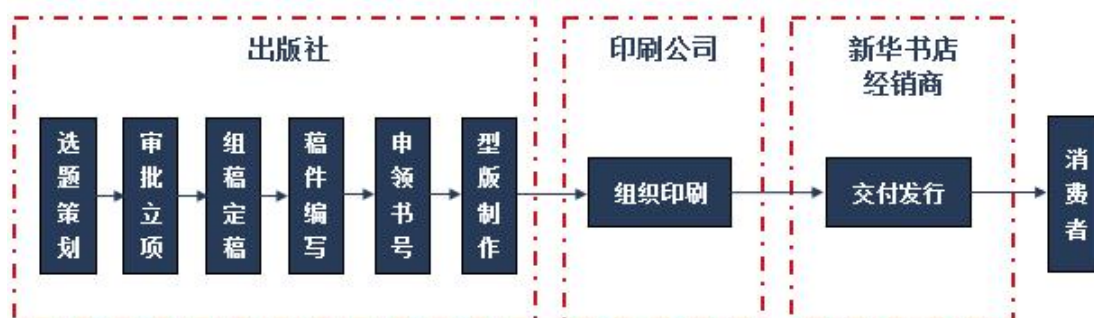 出版社
印刷公司
新华书店
经销商
选题策划
审批立项
组稿定稿
稿件编写
申领书号
型版制作
组织印刷
交付发行
消费者